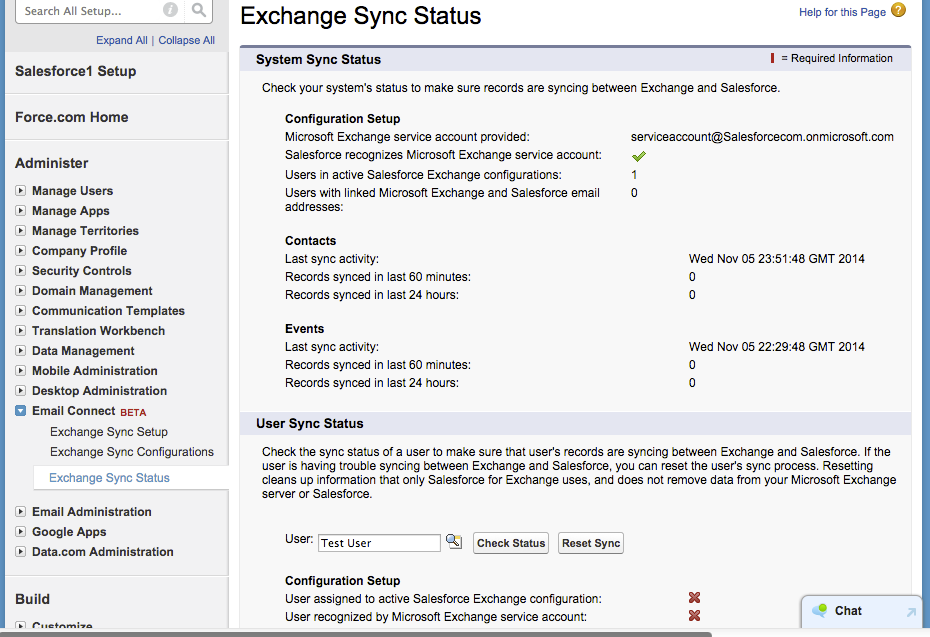 Search All Setup...
Expand All | Collapse All
Salesforce1 Setup
Force.com Home
Administer
Manage Users
Manage Apps
Manage Territories
Company Profile
Security Controls
Domain Management
Communication Templates
Translation Workbench
Data Management
Mobile Administration
Desktop Administration
Email Connect BETA
Exchange Sync Setup
Exchange Sync Configurations
Exchange Sync Status
Email Administration
Google Apps
Data.com Administration
Build
Customize
Exchange Sync Status
Help for this Page ?
System Sync Status
= Required Information
Check your system's status to make sure records are syncing between Exchange and Salesforce.
Configuration Setup
Microsoft Exchange service account provided: serviceaccount@Salesforcecom.onmicrosoft.com
Salesforce recognizes Microsoft Exchange service account:
Users in active Salesforce Exchange configurations: 1
Users with linked Microsoft Exchange and Salesforce email 0
addresses:
Contacts
Last sync activity: Wed Nov 05 23:51:48 GMT 2014
Records synced in last 60 minutes: 0
Records synced in last 24 hours: 0
Events
Last sync activity: Wed Nov 05 22:29:48 GMT 2014
Records synced in last 60 minutes: 0
Records synced in last 24 hours: 0
User Sync Status
Check the sync status of a user to make sure that user's records are syncing between Exchange and Salesforce. If the
user is having trouble syncing between Exchange and Salesforce, you can reset the user's sync process. Resetting
cleans up information that only Salesforce for Exchange uses, and does not remove data from your Microsoft Exchange
server or Salesforce.
User: Test User Check Status Reset Sync
Configuration Setup
User assigned to active Salesforce Exchange configuration:
User recognized by Microsoft Exchange service account:
Chat